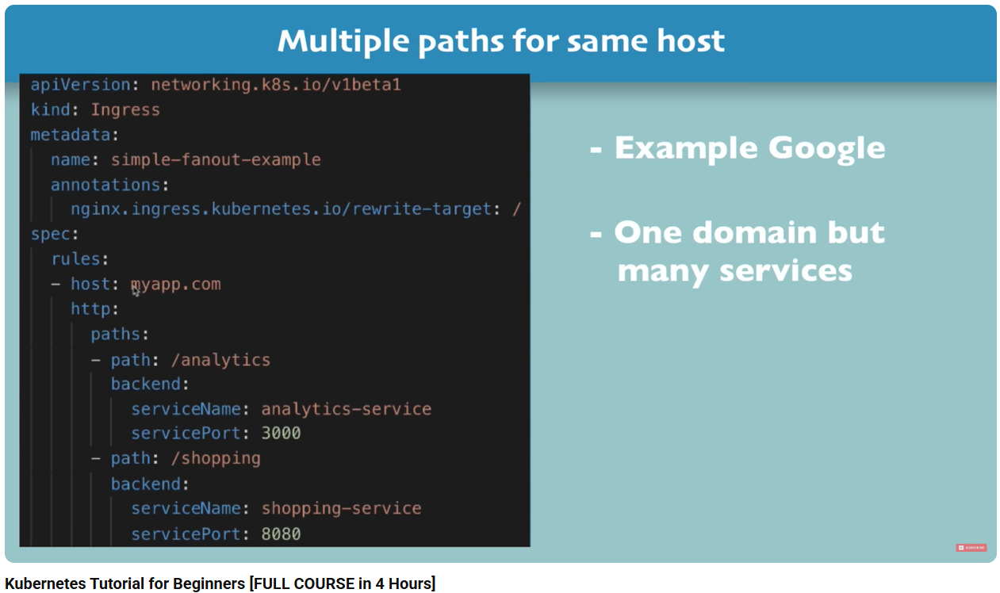 Multiple paths for same host
apiVersion: networking.k8s.io/v1beta1
kind: Ingress
metadata:
  name: simple-fanout-example
  annotations:
    nginx.ingress.kubernetes.io/rewrite-target: /
spec:
  rules:
  - host: myapp.com
    http:
      paths:
      - path: /analytics
        backend:
          serviceName: analytics-service
          servicePort: 3000
      - path: /shopping
        backend:
          serviceName: shopping-service
          servicePort: 8080
- Example Google
- One domain but
many services
SUBSCRIBE
Kubernetes Tutorial for Beginners [FULL COURSE in 4 Hours]